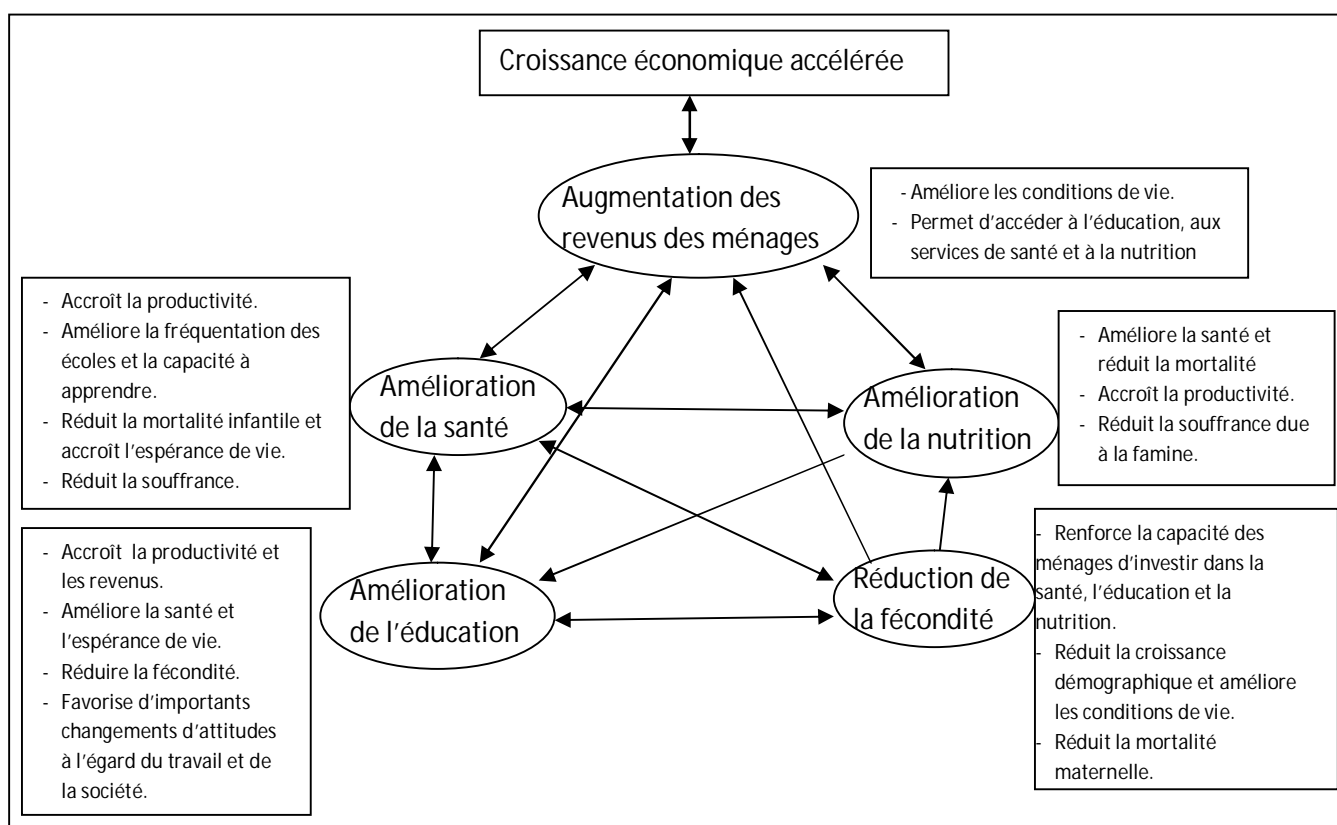 Croissance économique accélérée
Augmentation des
revenus des ménages
-Améliore les conditions de vie.
- Permet d'accéder à l'éducation, aux
services de santé et à la nutrition
- Accroît la productivité.
- Améliore la fréquentation des
écoles et la capacité à
apprendre.
- Réduit la mortalité infantile et
accroît l'espérance de vie.
- Réduit la souffrance.
Amélioration
de la santé
Amélioration
de la nutrition
- Améliore la santé et
réduit la mortalité
- Accroît la productivité.
- Réduit la souffrance due
à la famine.
- Accroît la productivité et
les revenus.
- Améliore la santé et
l'espérance de vie.
- Réduire la fécondité.
- Favorise d'importants
changements d'attitudes
à l'égard du travail et de
la société.
Amélioration
de l'éducation
Réduction de
la fécondité
- Renforce la capacité des
ménages d'investir dans la
santé, l'éducation et la
nutrition.
- Réduit la croissance
démographique et améliore
les conditions de vie.
- Réduit la mortalité
maternelle.